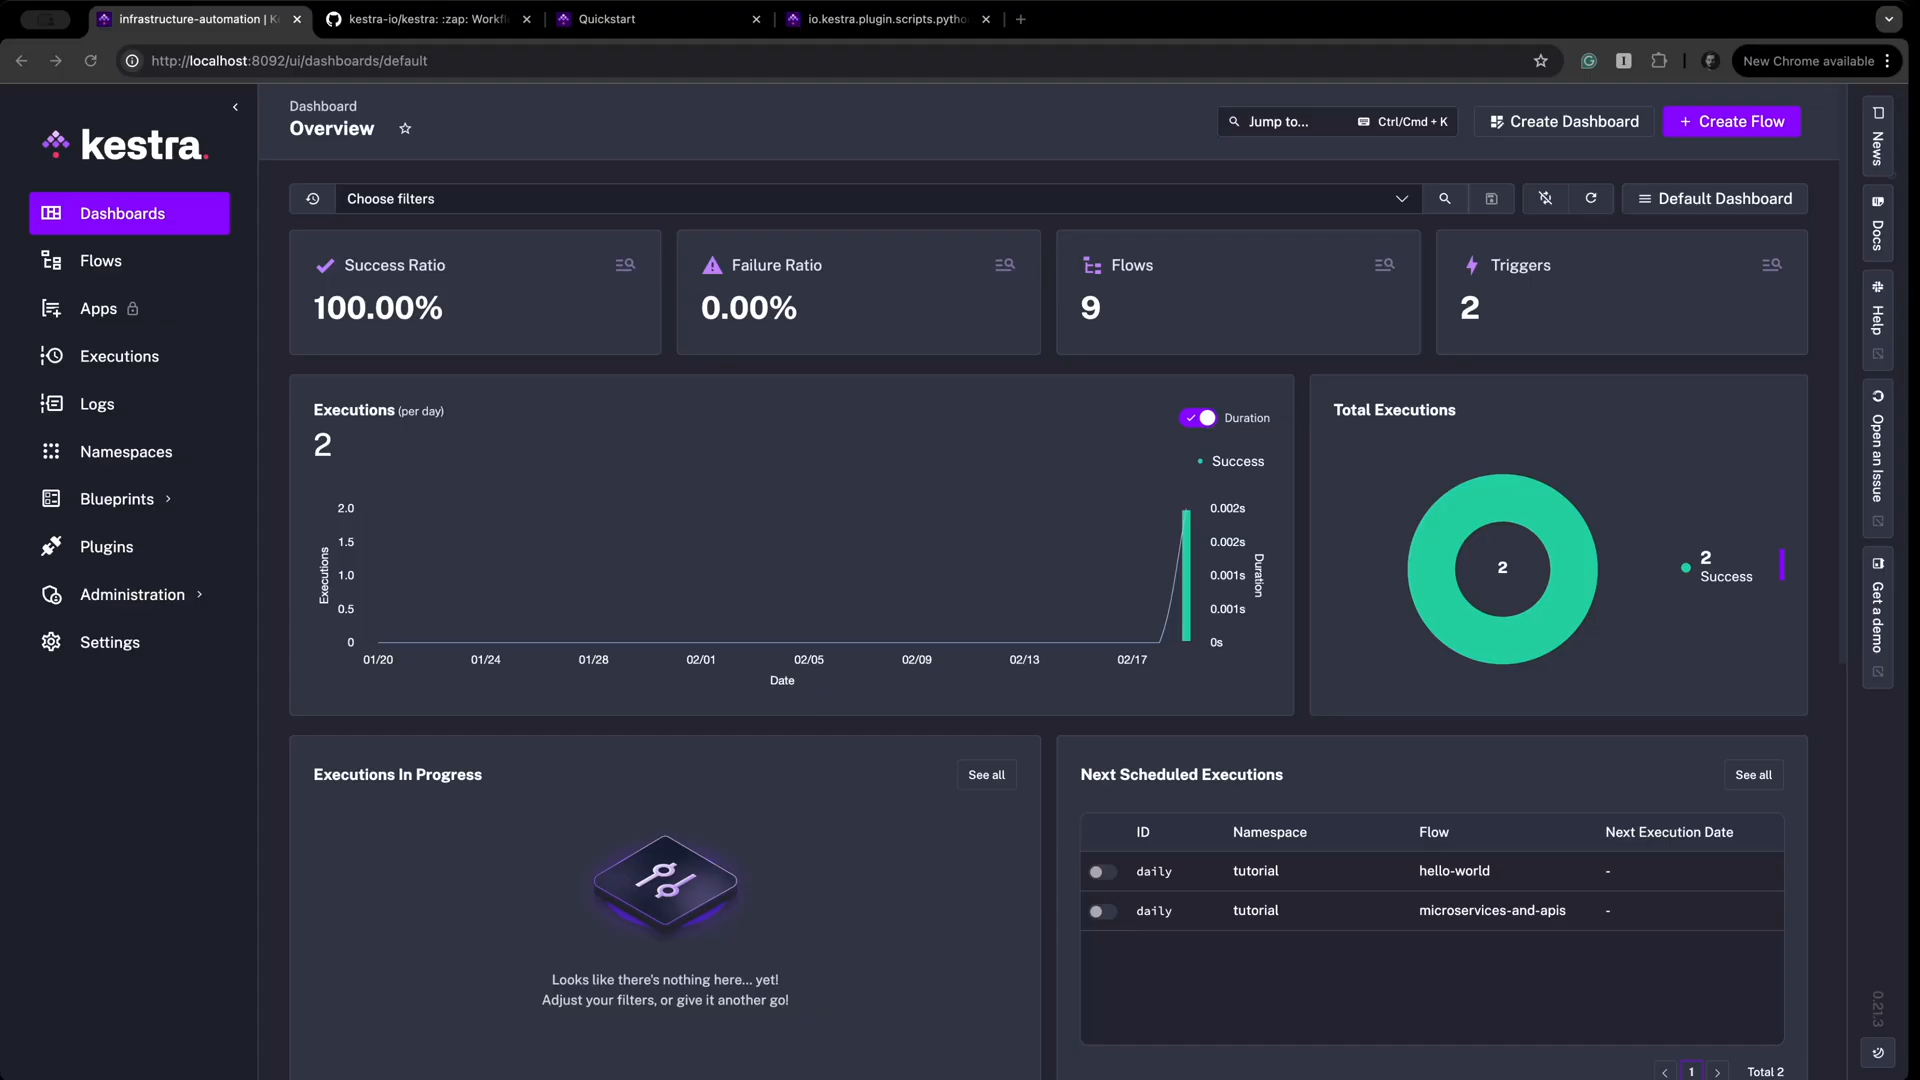 infrastructure-automation | Ke
kestra-io/kestra: :zap: Workfl
Quickstart
io.kestra.plugin.scripts.pytho
http://localhost:8092/ui/dashboards/default
New Chrome available
kestra.
Dashboards
Flows
Apps
Executions
Logs
Namespaces
Blueprints
Plugins
Administration
Settings
Dashboard
Overview
Jump to...
Ctrl/Cmd + K
Create Dashboard
+ Create Flow
Choose filters
Default Dashboard
Success Ratio
100.00%
Failure Ratio
0.00%
Flows
9
Triggers
2
Executions (per day)
2
Duration
Success
2.0
1.5
1.0
0.5
0
Executions
0.002s
0.002s
0.001s
0.001s
0s
Duration
01/20
01/24
01/28
02/01
02/05
02/09
02/13
02/17
Date
Total Executions
2
2
Success
Executions In Progress
See all
Looks like there's nothing here... yet!
Adjust your filters, or give it another go!
Next Scheduled Executions
See all
ID Namespace Flow Next Execution Date
daily tutorial hello-world -
daily tutorial microservices-and-apis -
1
Total 2
News
Docs
Help
Open an Issue
Get a demo
0.21.3